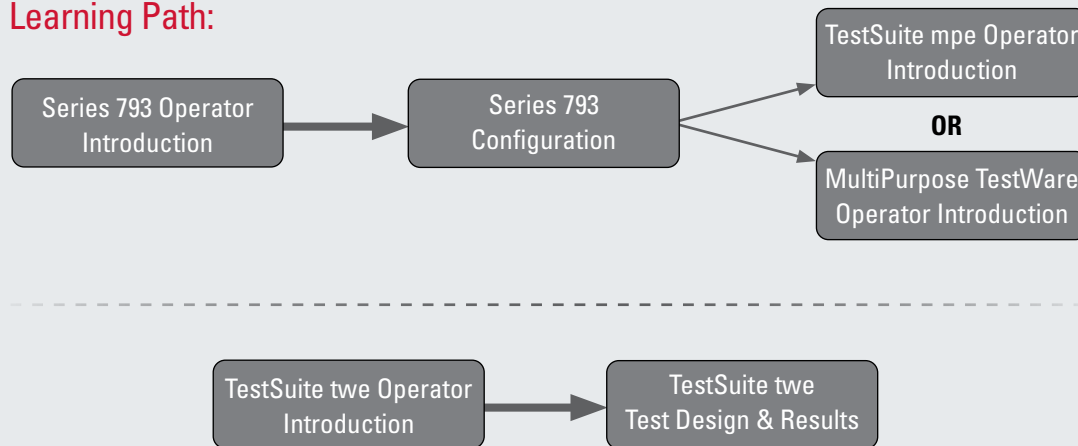 Learning Path:
Series 793 Operator
Introduction
Series 793
Configuration
TestSuite mpe Operator
Introduction
OR
MultiPurpose TestWare
Operator Introduction
TestSuite twe Operator
Introduction
TestSuite twe
Test Design & Results